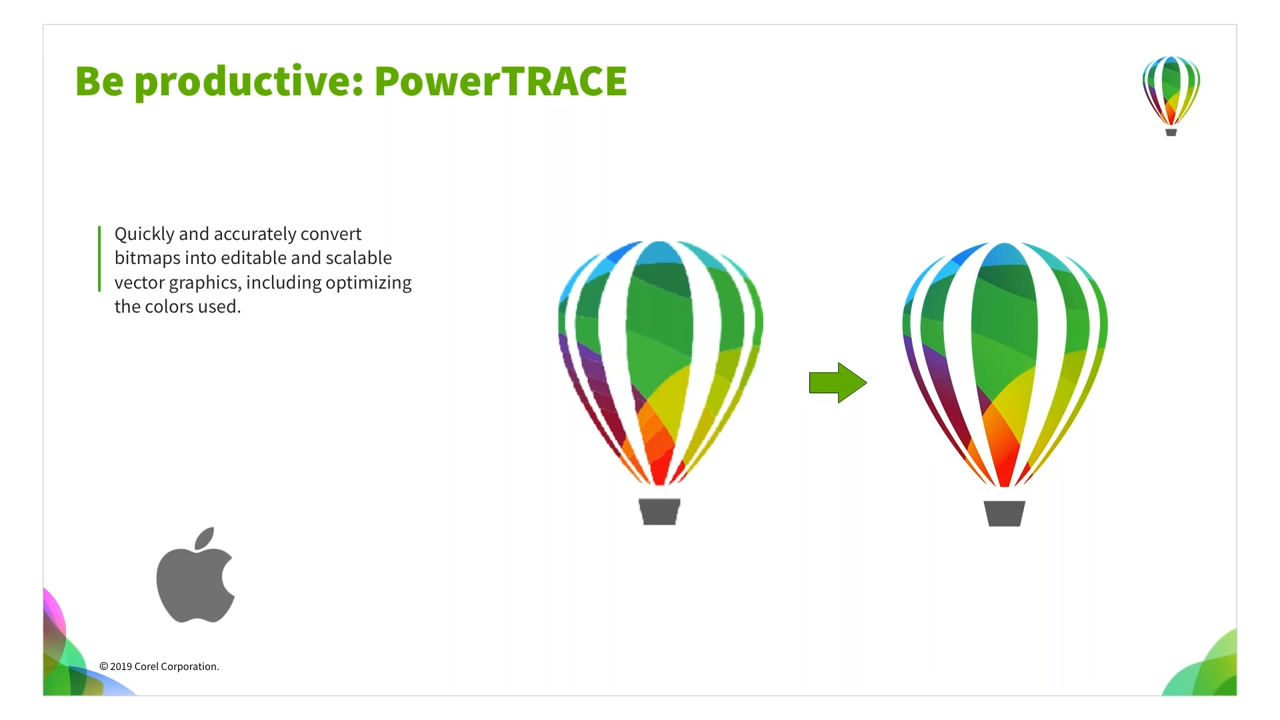 Be productive: PowerTRACE
Quickly and accurately convert
bitmaps into editable and scalable
vector graphics, including optimizing
the colors used.
© 2019 Corel Corporation.